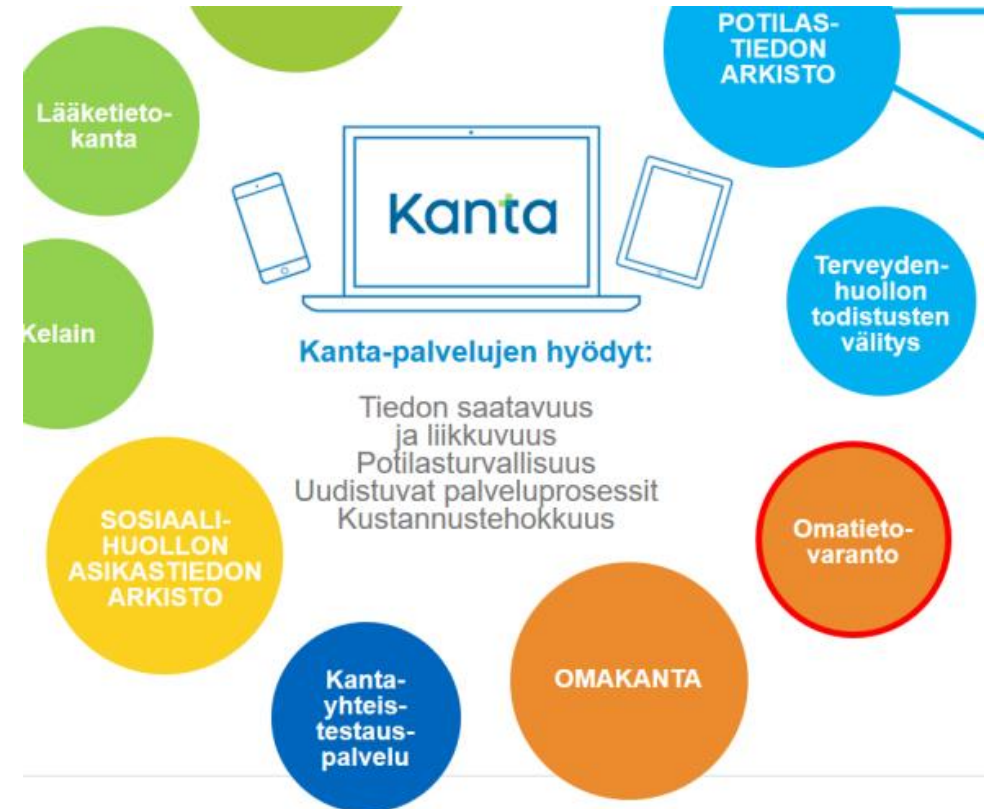 POTILAS-
TIEDON
ARKISTO
Lääketieto-
kanta
Kanta
Terveyden-
huollon
todistusten
välitys
Kelain
Kanta-palvelujen hyödyt:
Tiedon saatavuus
ja liikkuvuus
Potilasturvallisuus
Uudistuvat palveluprosessit
Kustannustehokkuus
SOSIAALI-
HUOLLON
ASIKASTIEDON
ARKISTO
Omatieto-
varanto
Kanta-
yhteis-
testaus-
palvelu
OMAKANTA